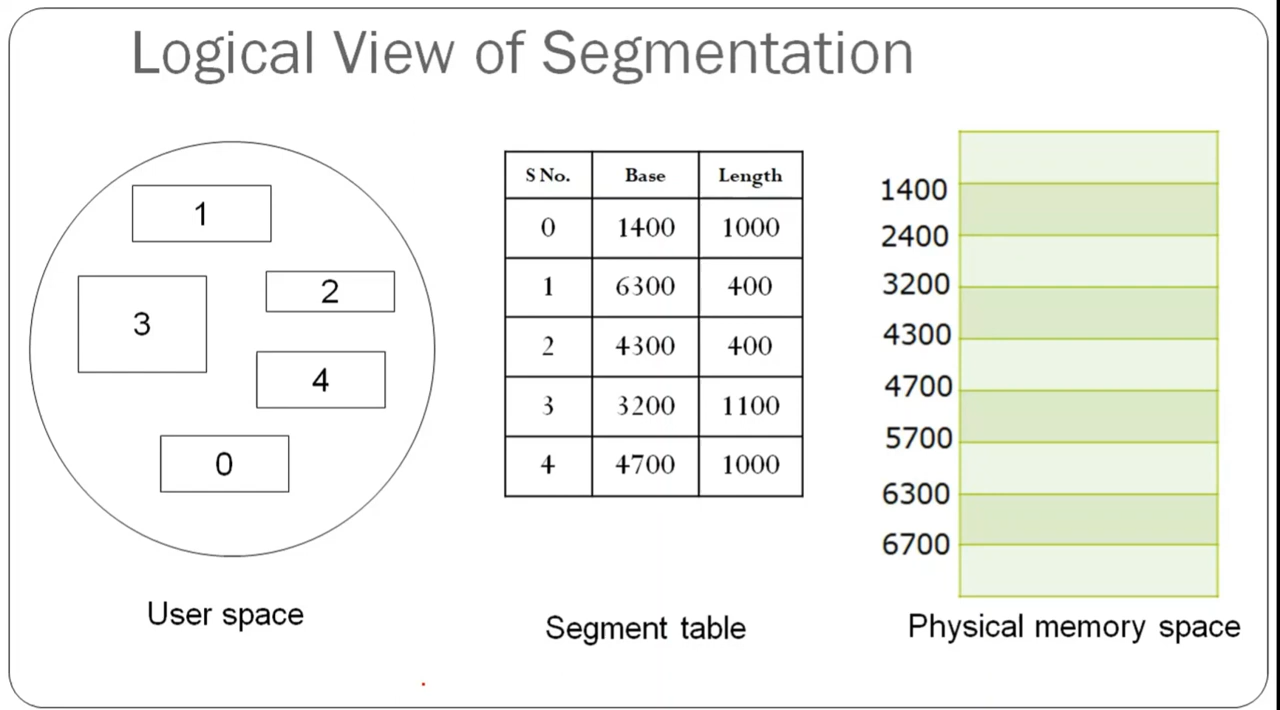 Logical View of Segmentation
1
2
3
4
0
User space
S No. Base Length
0 1400 1000
1 6300 400
2 4300 400
3 3200 1100
4 4700 1000
Segment table
1400
2400
3200
4300
4700
5700
6300
6700
Physical memory space